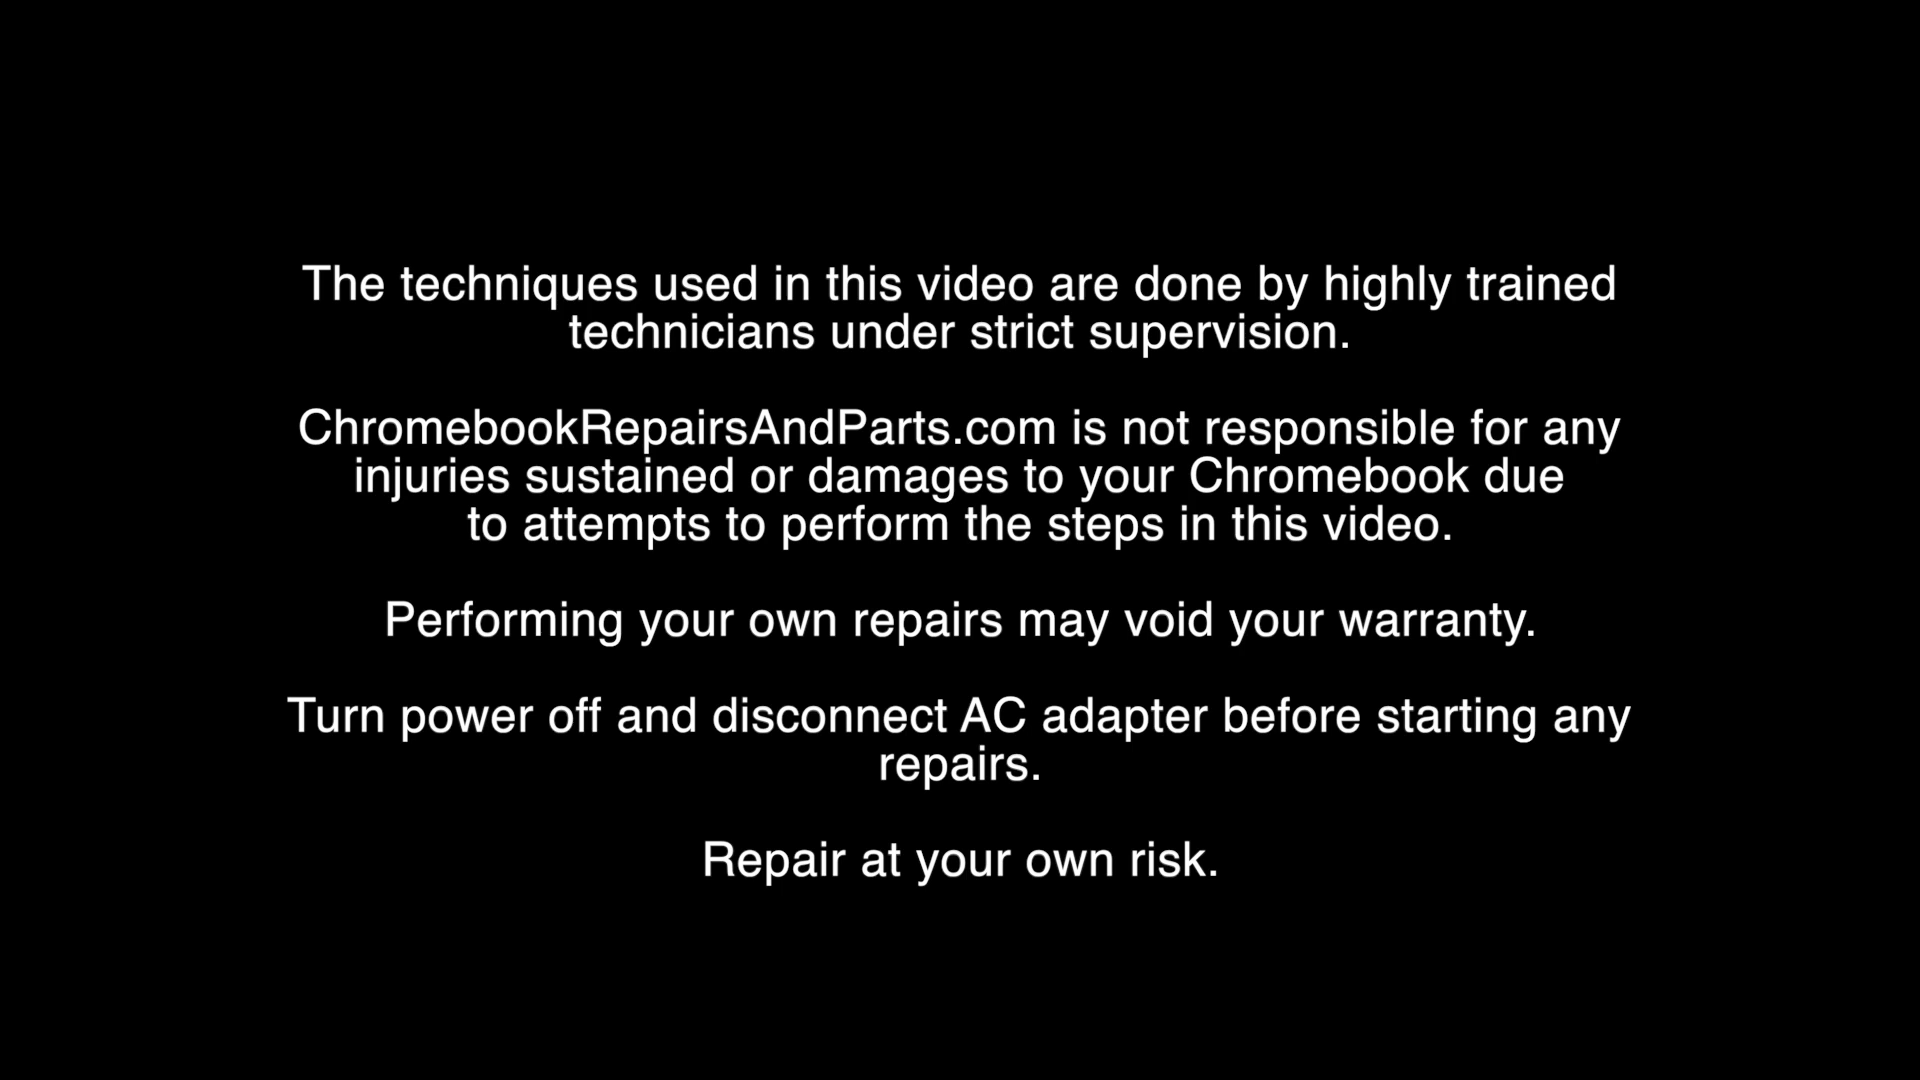 The techniques used in this video are done by highly trained
technicians under strict supervision.
ChromebookRepairsAndParts.com is not responsible for any
injuries sustained or damages to your Chromebook due
to attempts to perform the steps in this video.
Performing your own repairs may void your warranty.
Turn power off and disconnect AC adapter before starting any
repairs.
Repair at your own risk.